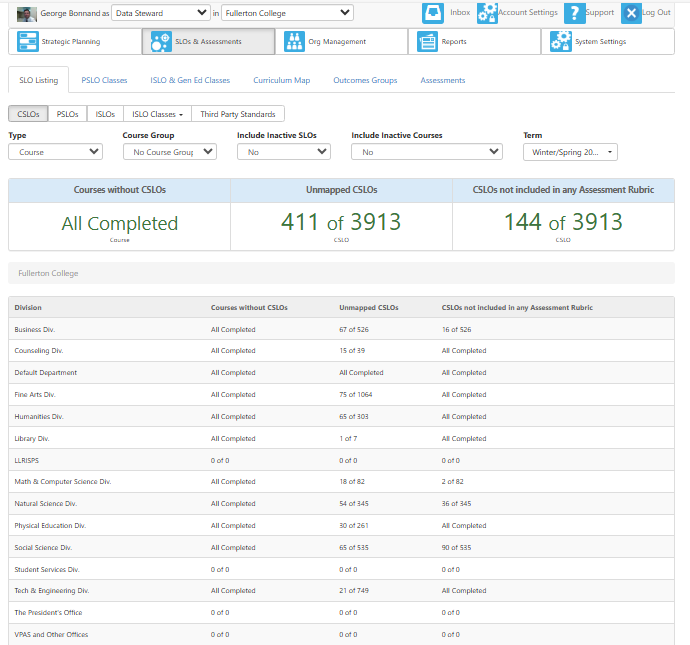 George Bonnand as Data Steward in Fullerton College Inbox Account Settings Support Log Out
Strategic Planning SLOs & Assessments Org Management Reports System Settings
SLO Listing PSLO Classes ISLO & Gen Ed Classes Curriculum Map Outcomes Groups Assessments
CSLOs PSLOs ISLOs ISLO Classes Third Party Standards
Type Course Group Include Inactive SLOs Include Inactive Courses Term
Course No Course Group No No Winter/Spring 20...
Courses without CSLOs Unmapped CSLOs CSLOs not included in any Assessment Rubric
All Completed 411 of 3913 144 of 3913
Course CSLO CSLO
Fullerton College
Division Courses without CSLOs Unmapped CSLOs CSLOs not included in any Assessment Rubric
Business Div. All Completed 67 of 526 16 of 526
Counseling Div. All Completed 15 of 39 All Completed
Default Department All Completed All Completed All Completed
Fine Arts Div. All Completed 75 of 1064 All Completed
Humanities Div. All Completed 65 of 303 All Completed
Library Div. All Completed 1 of 7 All Completed
LLRISPS 0 of 0 0 of 0 0 of 0
Math & Computer Science Div. All Completed 18 of 82 2 of 82
Natural Science Div. All Completed 54 of 345 36 of 345
Physical Education Div. All Completed 30 of 261 All Completed
Social Science Div. All Completed 65 of 535 90 of 535
Student Services Div. 0 of 0 0 of 0 0 of 0
Tech & Engineering Div. All Completed 21 of 749 All Completed
The President's Office 0 of 0 0 of 0 0 of 0
VPAS and Other Offices 0 of 0 0 of 0 0 of 0